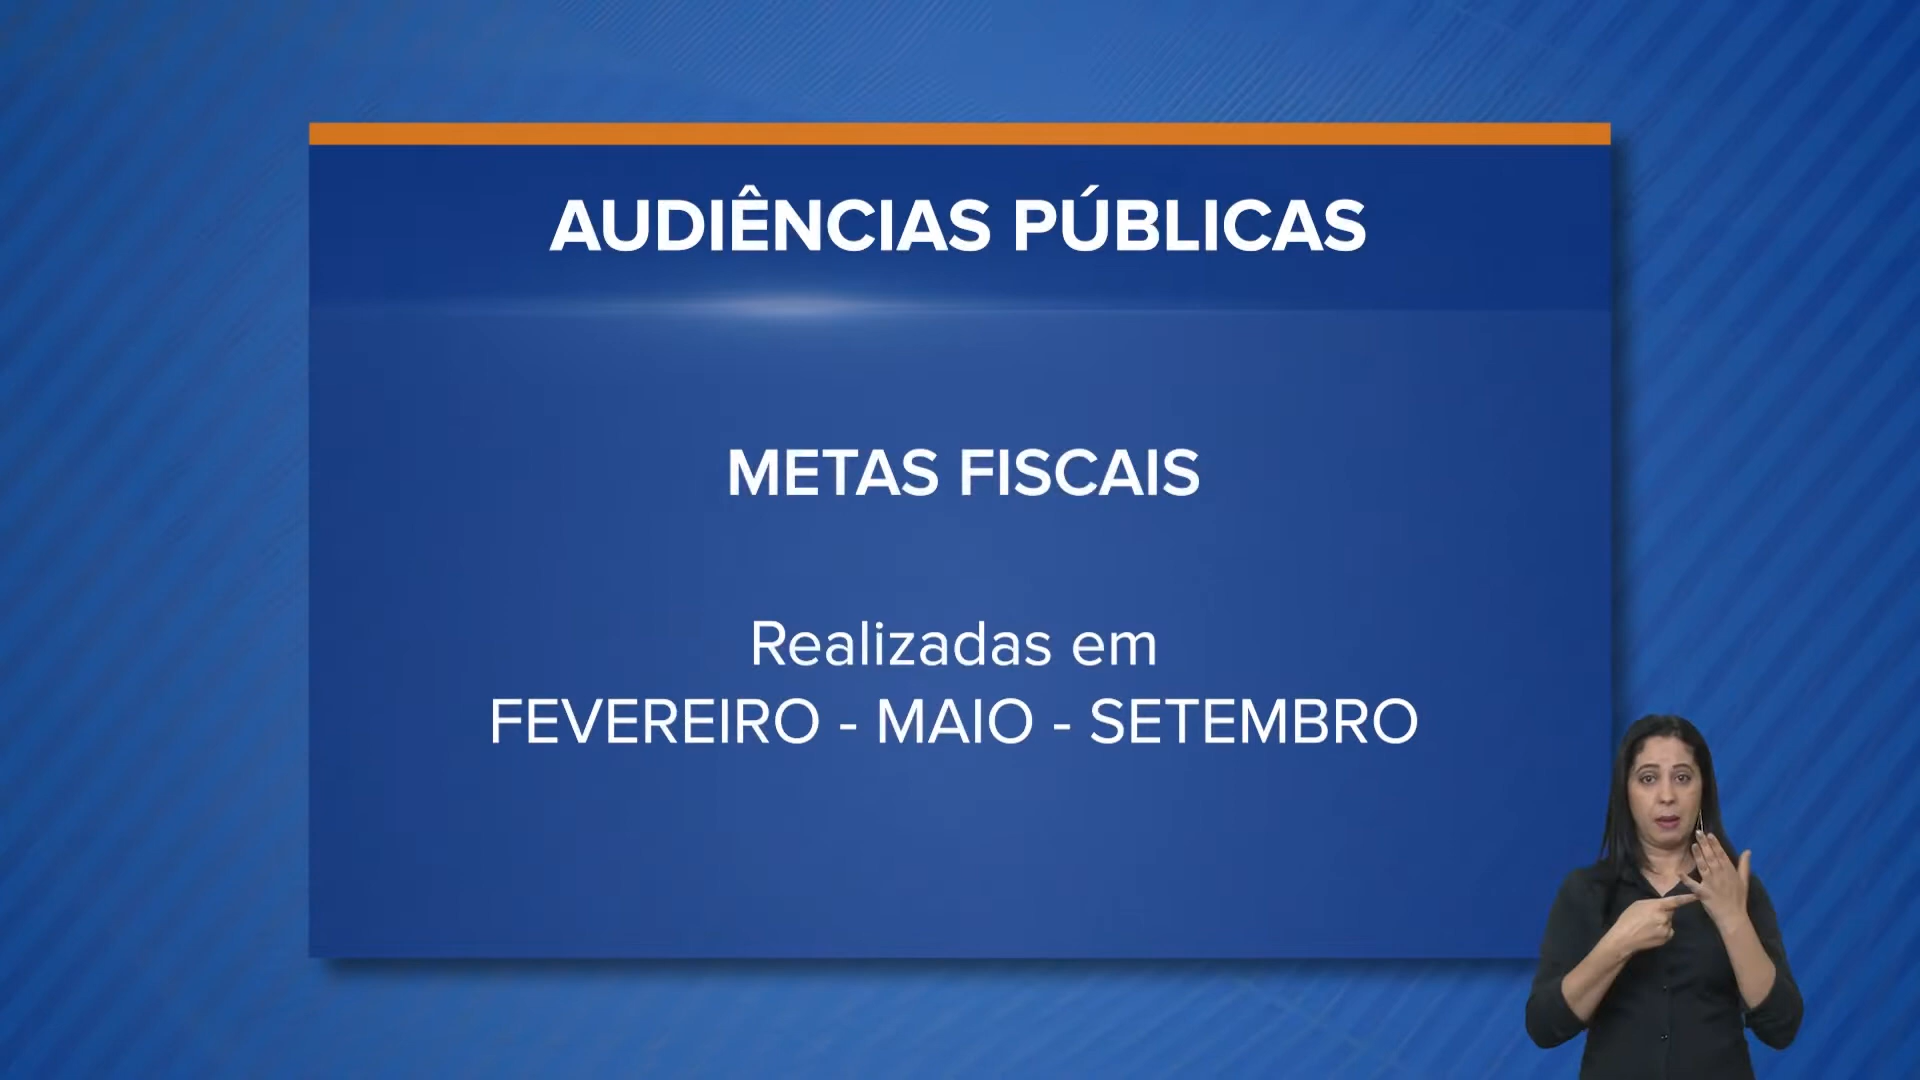 AUDIÊNCIAS PÚBLICAS
METAS FISCAIS
Realizadas em
FEVEREIRO - MAIO - SETEMBRO